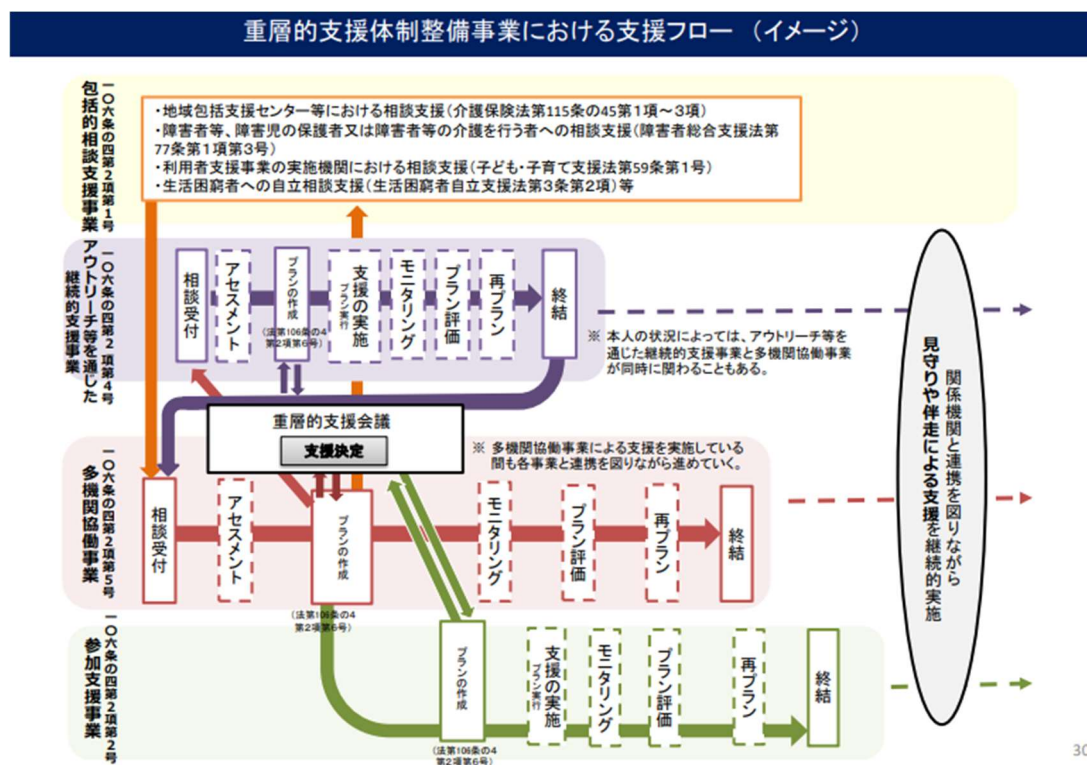 重層的支援体制整備事業における支援フロー （イメージ）
一〇六条の四第2項第1号
包括的相談支援事業
・地域包括支援センター等における相談支援（介護保険法第115条の45第1項～3項）
・障害者等、障害児の保護者又は障害者等の介護を行う者への相談支援（障害者総合支援法第
77条第1項第3号）
・利用者支援事業の実施機関における相談支援（子ども・子育て支援法第59条第1号）
・生活困窮者への自立相談支援（生活困窮者自立支援法第3条第2項）等
一〇六条の四第2項第4号
アウトリーチ等を通じた
継続的支援事業
相談受付
アセスメント
プランの作成
（法第106条の4
第2項第6号）
支援の実施
プラン実行
モニタリング
プラン評価
再プラン
終結
※ 本人の状況によっては、アウトリーチ等を
通じた継続的支援事業と多機関協働事業
が同時に関わることもある。
重層的支援会議
支援決定
※ 多機関協働事業による支援を実施している
間も各事業と連携を図りながら進めていく。
一〇六条の四第2項第5号
多機関協働事業
相談受付
アセスメント
プランの作成
（法第106条の4
第2項第6号）
モニタリング
プラン評価
再プラン
終結
一〇六条の四第2項第2号
参加支援事業
プランの作成
（法第106条の4
第2項第6号）
支援の実施
プラン実行
モニタリング
プラン評価
再プラン
終結
関係機関と連携を図りながら
見守りや伴走による支援を継続的実施
30